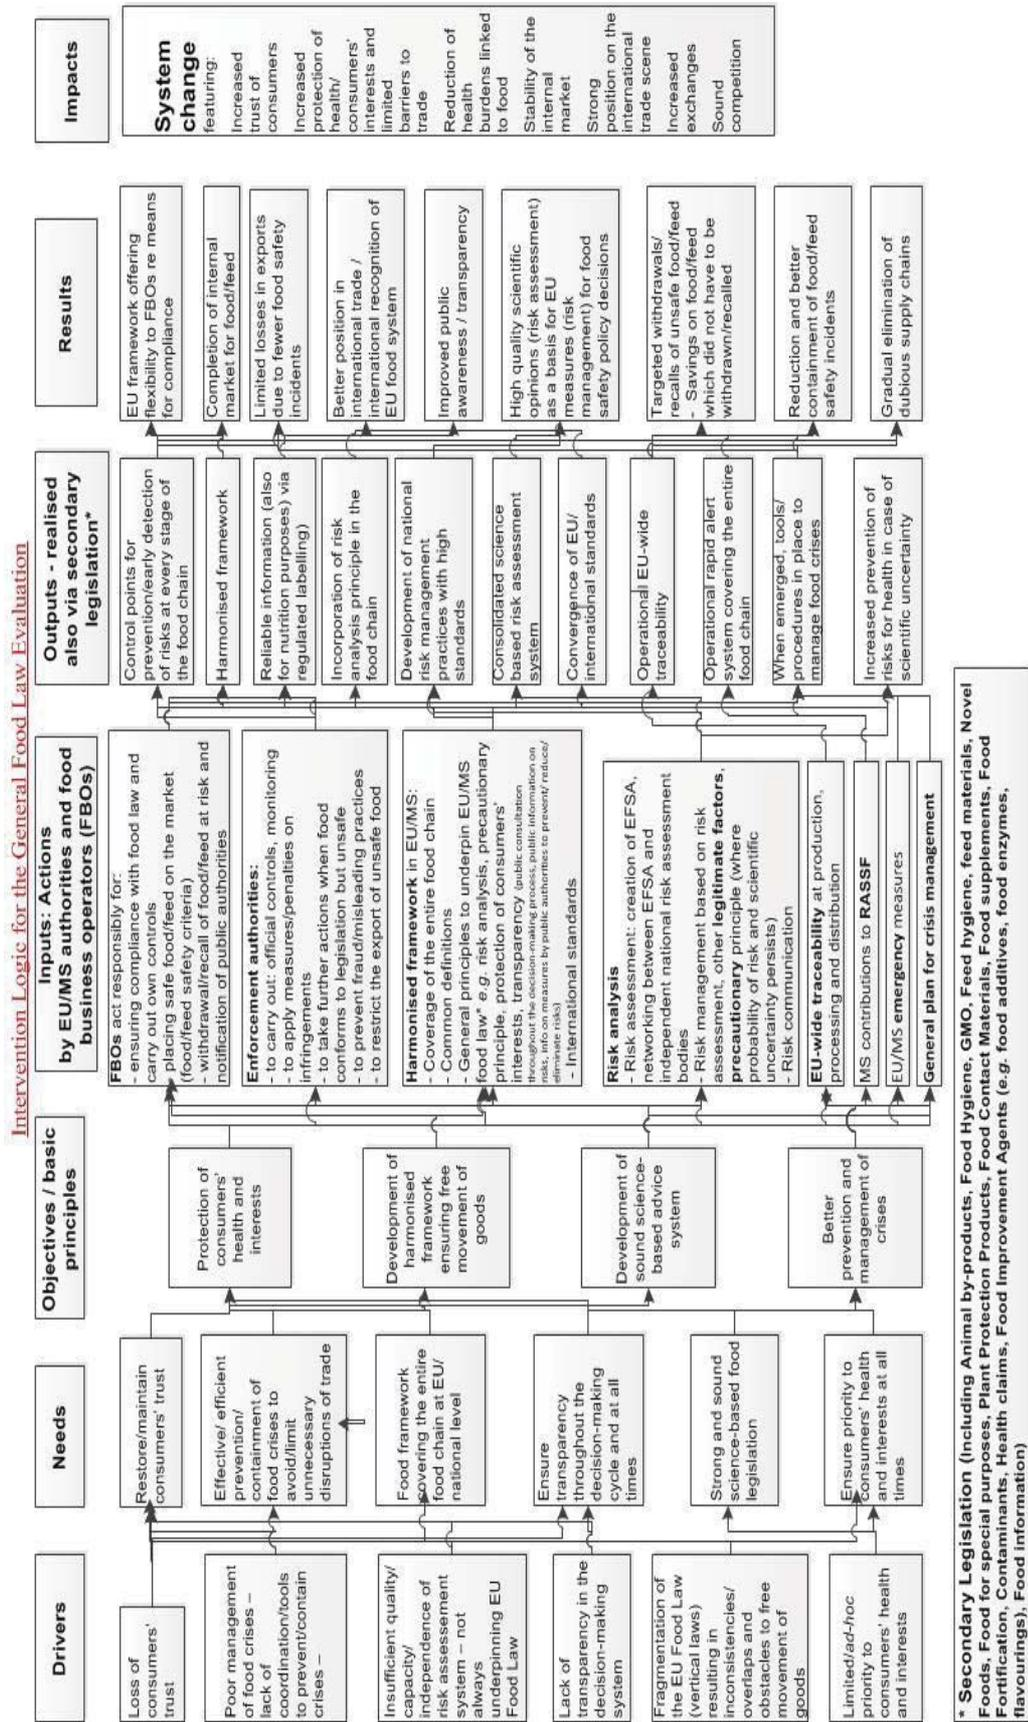 Intervention Logic for the General Food Law Evaluation
Drivers
Loss of
consumers'
trust
Poor management
of food crises –
lack of
coordination/tools
to prevent/contain
crises –
Insufficient quality/
capacity/
independence of
risk assessment
system – not
always
underpinning EU
Food Law
Lack of
transparency in the
decision-making
system
Fragmentation of
the EU Food Law
(vertical laws)
resulting in
inconsistencies/
overlaps and
obstacles to free
movement of
goods
Limited/ad-hoc
priority to
consumers' health
and interests
Needs
Restore/maintain
consumers' trust
Effective/ efficient
prevention/
containment of
food crises to
avoid/limit
unnecessary
disruptions of trade
Food framework
covering the entire
food chain at EU/
national level
Ensure
transparency
throughout the
decision-making
cycle and at all
times
Strong and sound
science-based food
legislation
Ensure priority to
consumers' health
and interests at all
times
Objectives / basic
principles
Protection of
consumers'
health and
interests
Development of
harmonised
framework
ensuring free
movement of
goods
Development of
sound science-
based advice
system
Better
prevention and
management of
crises
Inputs: Actions
by EU/MS authorities and food
business operators (FBOs)
FBOs act responsibly for:
- ensuring compliance with food law and
carry out own controls
- placing safe food/feed on the market
(food/feed safety criteria)
- withdrawal/recall of food/feed at risk and
notification of public authorities
Enforcement authorities:
- to carry out: official controls, monitoring
- to apply measures/penalties on
infringements
- to take further actions when food
conforms to legislation but unsafe
- to prevent fraud/misleading practices
- to restrict the export of unsafe food
Harmonised framework in EU/MS:
- Coverage of the entire food chain
- Common definitions
- General principles to underpin EU/MS
food law* e.g. risk analysis, precautionary
principle, protection of consumers'
interests, transparency (public consultation
throughout the decision-making process, public information on
risks, info on measures by public authorities to prevent/ reduce/
eliminate risks)
- International standards
Risk analysis
- Risk assessment: creation of EFSA,
networking between EFSA and
independent national risk assessment
bodies
- Risk management based on risk
assessment, other legitimate factors,
precautionary principle (where
probability of risk and scientific
uncertainty persists)
- Risk communication
EU-wide traceability at production,
processing and distribution
MS contributions to RASSF
EU/MS emergency measures
General plan for crisis management
Outputs - realised
also via secondary
legislation*
Control points for
prevention/early detection
of risks at every stage of
the food chain
Harmonised framework
Reliable information (also
for nutrition purposes) via
regulated labelling)
Incorporation of risk
analysis principle in the
food chain
Development of national
risk management
practices with high
standards
Consolidated science
based risk assessment
system
Convergence of EU/
international standards
Operational EU-wide
traceability
Operational rapid alert
system covering the entire
food chain
When emerged, tools/
procedures in place to
manage food crises
Increased prevention of
risks for health in case of
scientific uncertainty
Results
EU framework offering
flexibility to FBOs re means
for compliance
Completion of internal
market for food/feed
Limited losses in exports
due to fewer food safety
incidents
Better position in
international trade /
international recognition of
EU food system
Improved public
awareness / transparency
High quality scientific
opinions (risk assessment)
as a basis for EU
measures (risk
management) for food
safety policy decisions
Targeted withdrawals/
recalls of unsafe food/feed
- Savings on food/feed
which did not have to be
withdrawn/recalled
Reduction and better
containment of food/feed
safety incidents
Gradual elimination of
dubious supply chains
Impacts
System
change
featuring:
Increased
trust of
consumers
Increased
protection of
health/
consumers'
interests and
limited
barriers to
trade
Reduction of
health
burdens linked
to food
Stability of the
internal
market
Strong
position on the
international
trade scene
Increased
exchanges
Sound
competition
* Secondary Legislation (Including Animal by-products, Food Hygiene, GMO, Feed hygiene, feed materials, Novel
Foods, Food for special purposes, Plant Protection Products, Food Contact Materials, Food supplements, Food
Fortification, Contaminants, Health claims, Food Improvement Agents (e.g. food additives, food enzymes,
flavourings), Food information)